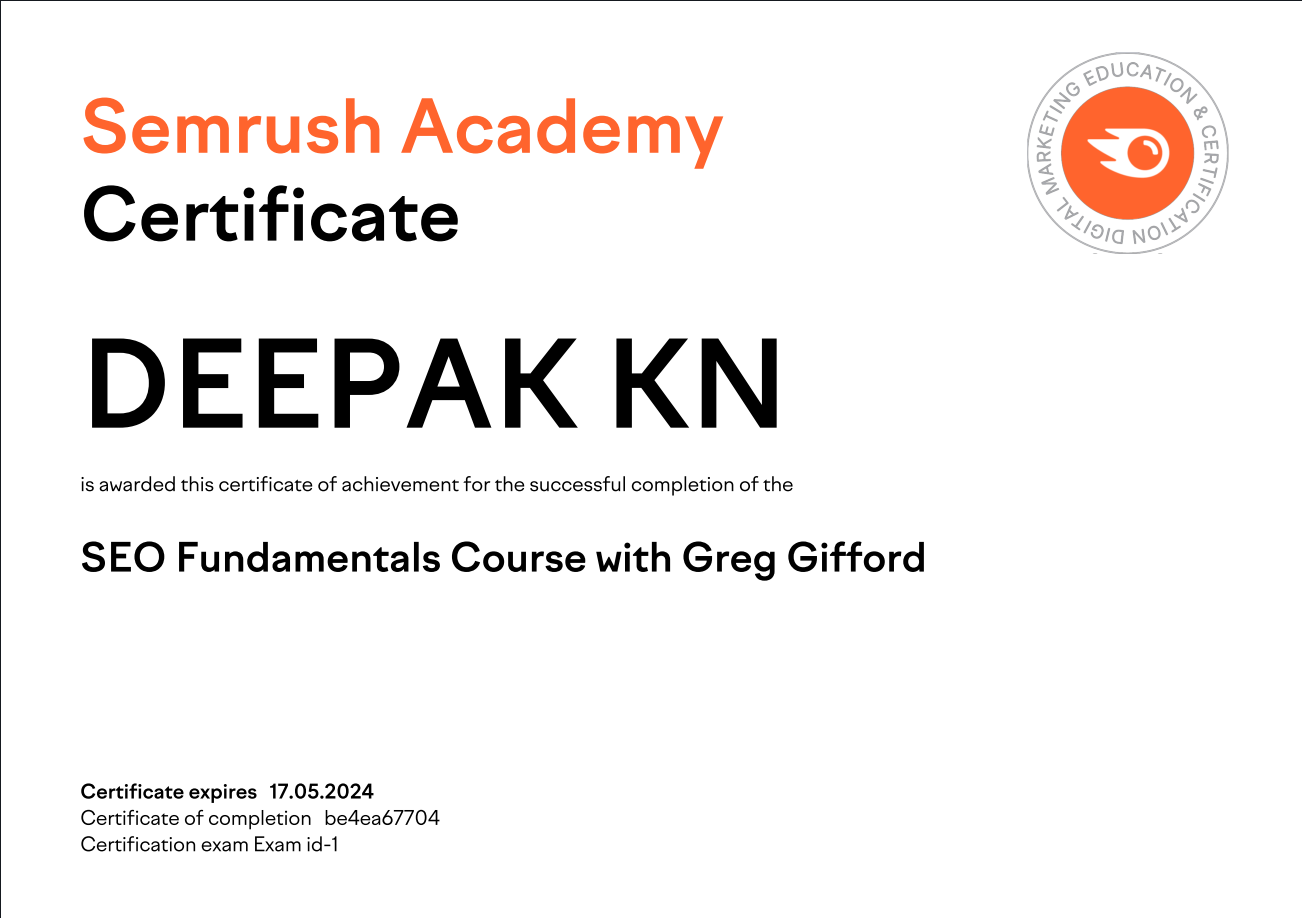 Semrush Academy
Certificate
DIGITAL MARKETING EDUCATION & CERTIFICATION
DEEPAK KN
is awarded this certificate of achievement for the successful completion of the
SEO Fundamentals Course with Greg Gifford
Certificate expires 17.05.2024
Certificate of completion be4ea67704
Certification exam Exam id-1